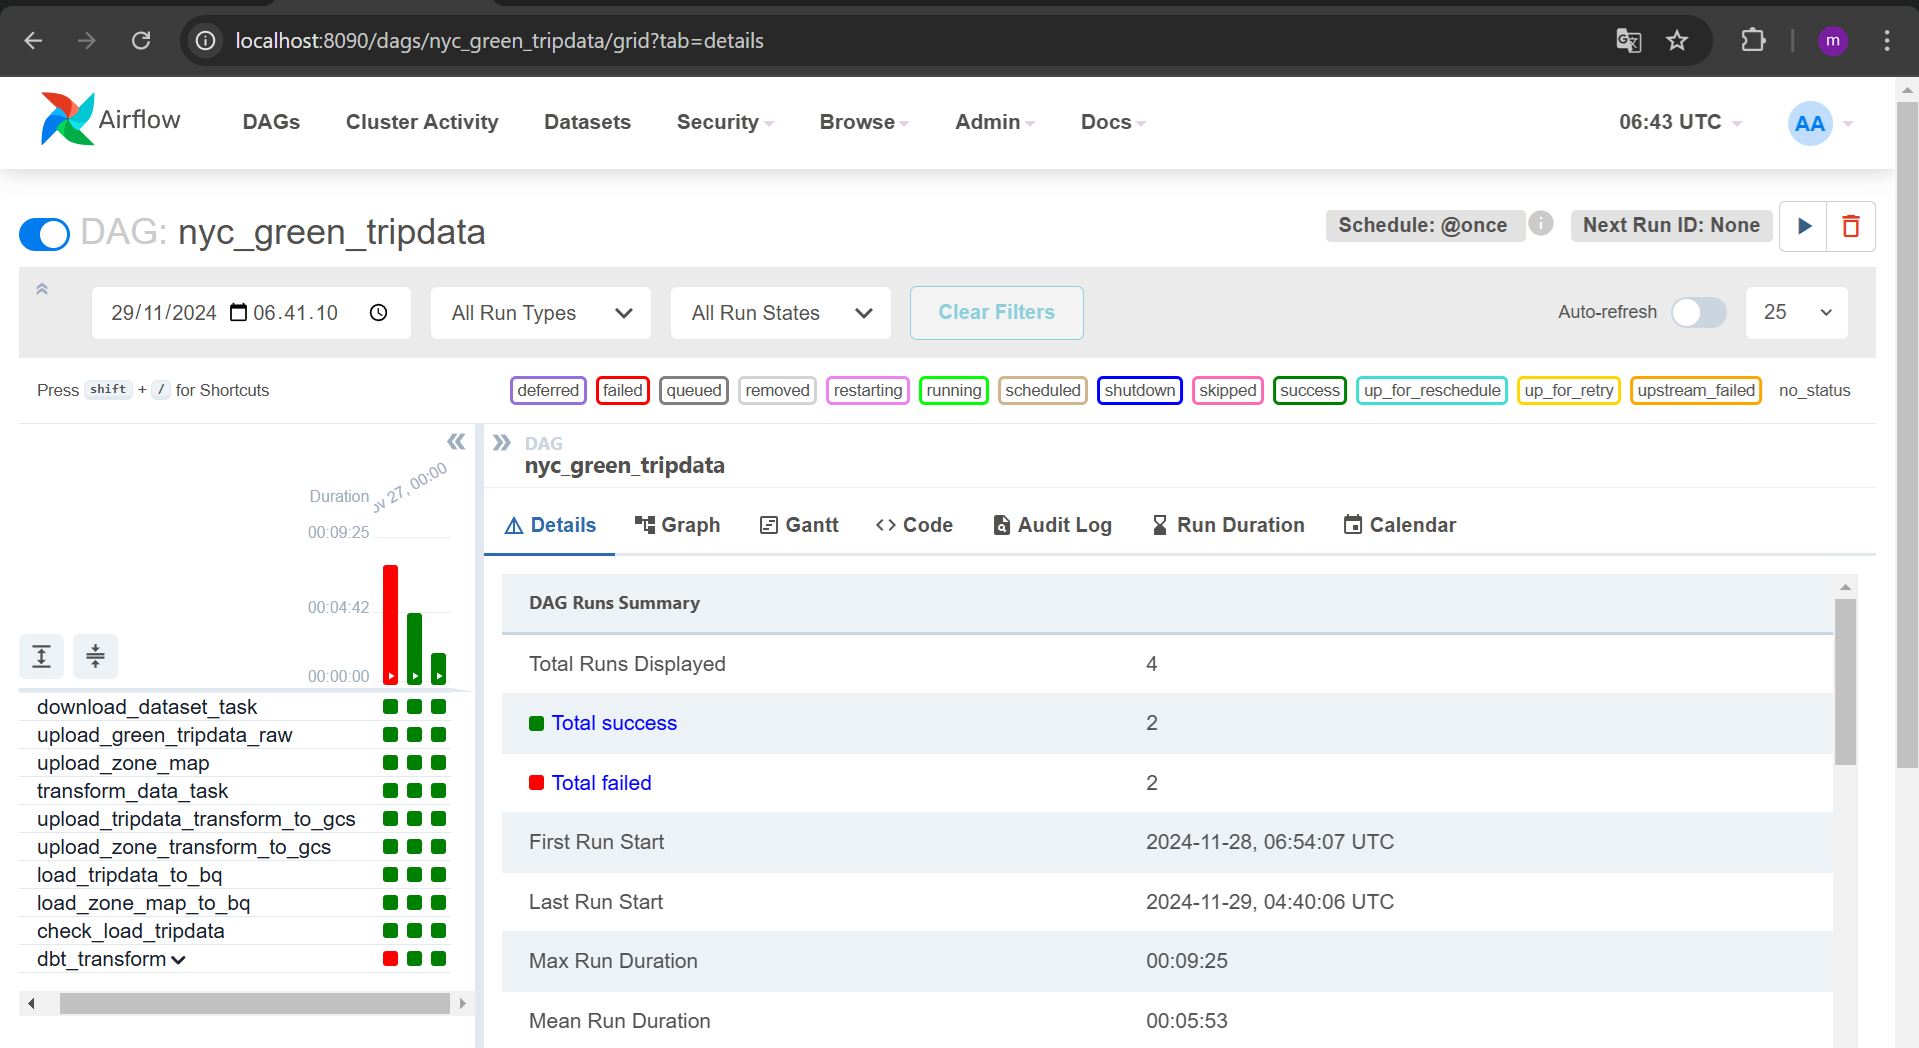 localhost:8090/dags/nyc_green_tripdata/grid?tab=details
m
Airflow
DAGs
Cluster Activity
Datasets
Security
Browse
Admin
Docs
06:43 UTC
AA
DAG: nyc_green_tripdata
Schedule: @once
i
Next Run ID: None
29/11/2024 06.41.10
All Run Types
All Run States
Clear Filters
Auto-refresh
25
Press shift + / for Shortcuts
deferred
failed
queued
removed
restarting
running
scheduled
shutdown
skipped
success
up_for_reschedule
up_for_retry
upstream_failed
no_status
27, 00:00
Duration
00:09:25
00:04:42
00:00:00
download_dataset_task
upload_green_tripdata_raw
upload_zone_map
transform_data_task
upload_tripdata_transform_to_gcs
upload_zone_transform_to_gcs
load_tripdata_to_bq
load_zone_map_to_bq
check_load_tripdata
dbt_transform
DAG
nyc_green_tripdata
Details
Graph
Gantt
Code
Audit Log
Run Duration
Calendar
DAG Runs Summary
Total Runs Displayed 4
Total success 2
Total failed 2
First Run Start 2024-11-28, 06:54:07 UTC
Last Run Start 2024-11-29, 04:40:06 UTC
Max Run Duration 00:09:25
Mean Run Duration 00:05:53